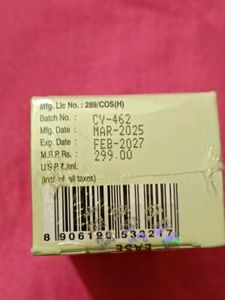 Mfg. Lic No. : 289/COS(H)
Batch No. : CY-462
Mfg. Date : MAR-2025
Exp. Date : FEB-2027
M.R.P. Rs. : 299.00
U.S.P. ₹./ml.
(incl. of all taxes)
8 906190 533217